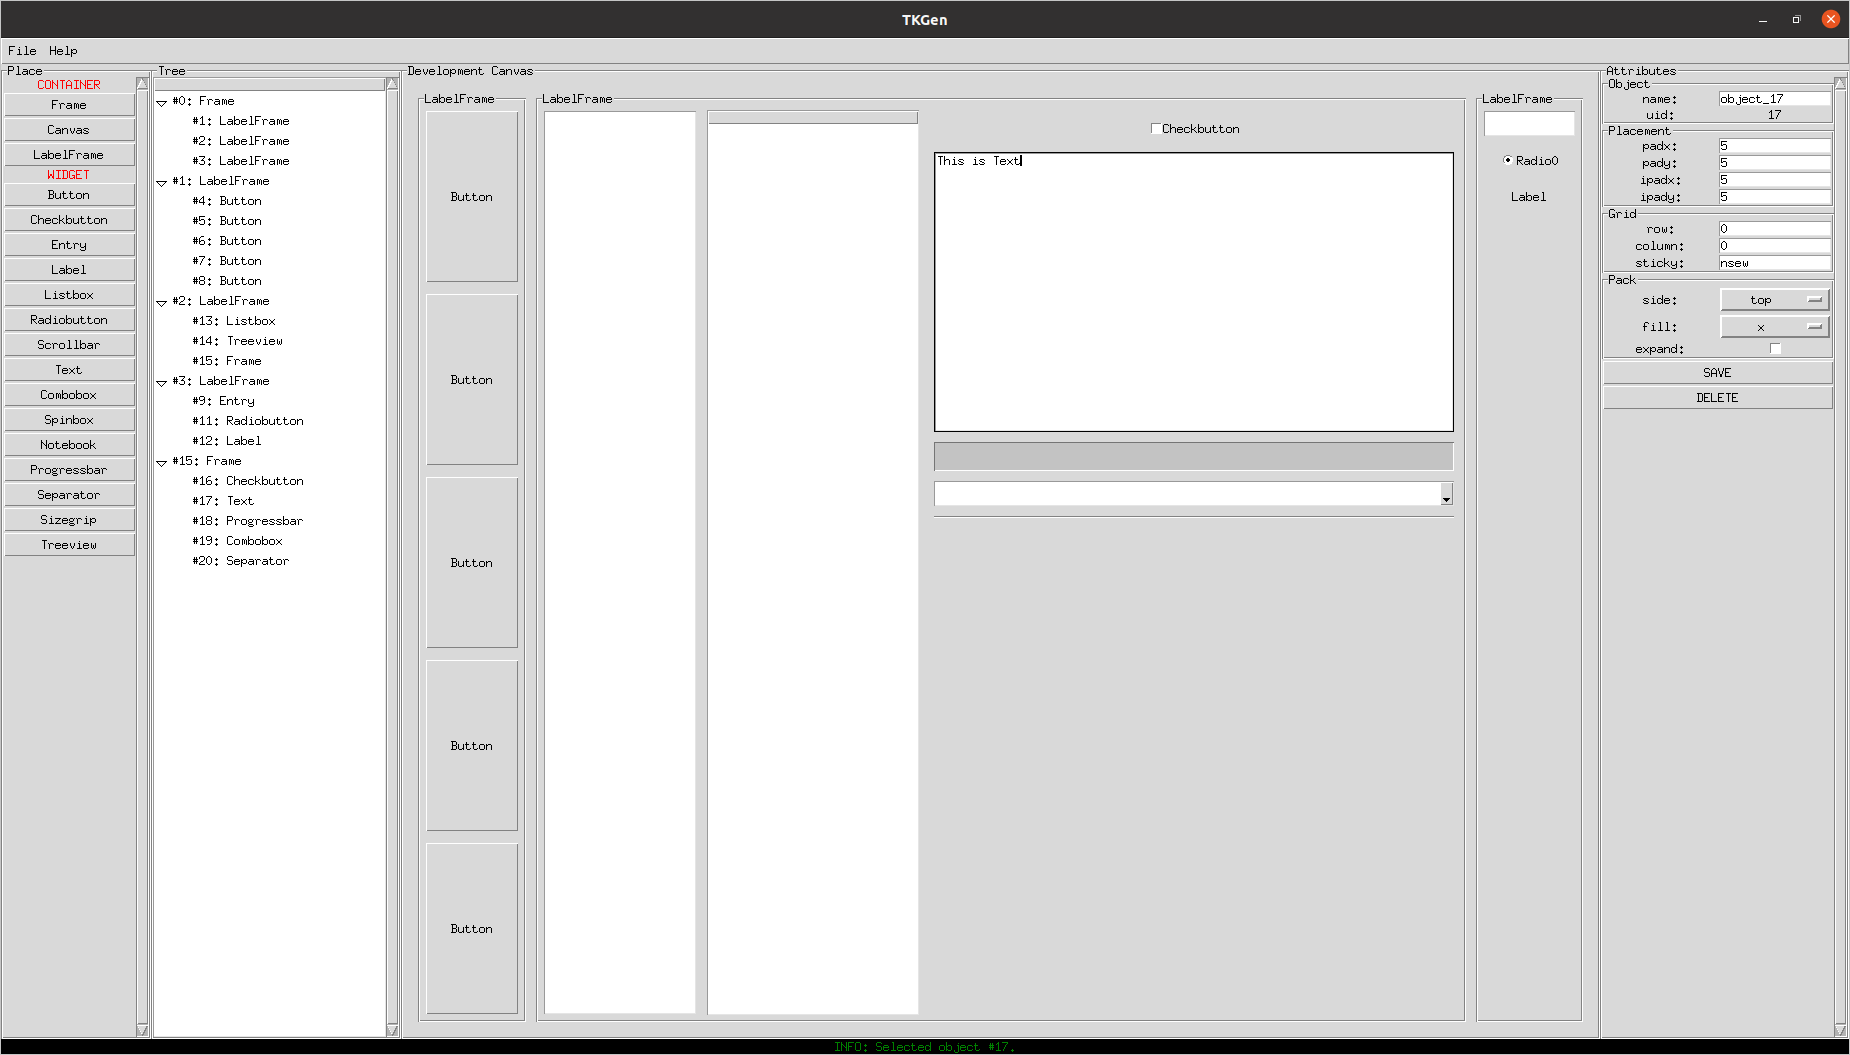 TKGen
File Help
Place
CONTAINER
Frame
Canvas
LabelFrame
WIDGET
Button
Checkbutton
Entry
Label
Listbox
Radiobutton
Scrollbar
Text
Combobox
Spinbox
Notebook
Progressbar
Separator
Sizegrip
Treeview
Tree
#0: Frame
#1: LabelFrame
#2: LabelFrame
#3: LabelFrame
#1: LabelFrame
#4: Button
#5: Button
#6: Button
#7: Button
#8: Button
#2: LabelFrame
#13: Listbox
#14: Treeview
#15: Frame
#3: LabelFrame
#9: Entry
#11: Radiobutton
#12: Label
#15: Frame
#16: Checkbutton
#17: Text
#18: Progressbar
#19: Combobox
#20: Separator
Development Canvas
LabelFrame
Button
Button
Button
Button
Button
LabelFrame
Checkbutton
This is Text
LabelFrame
Radio0
Label
Attributes
Object
name: object_17
uid: 17
Placement
padx: 5
pady: 5
ipadx: 5
ipady: 5
Grid
row: 0
column: 0
sticky: nsew
Pack
side: top
fill: x
expand:
SAVE
DELETE
INFO: Selected object #17.